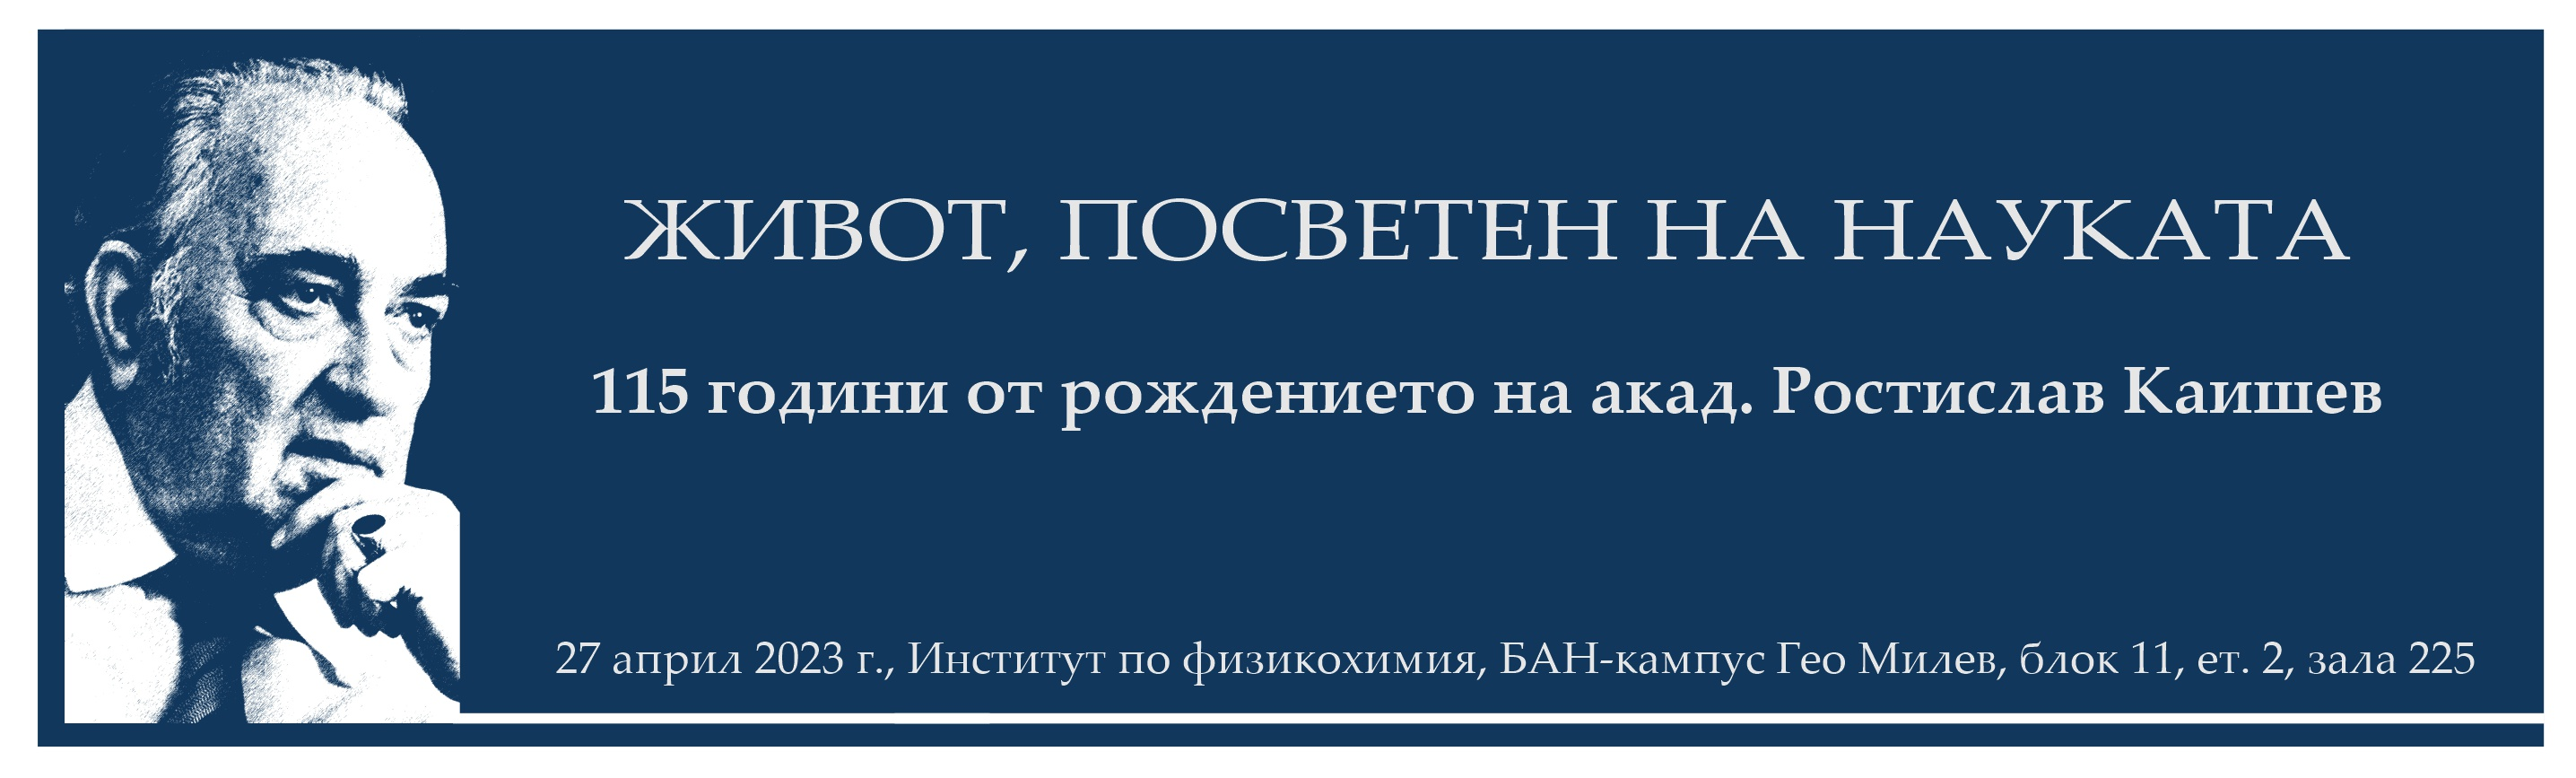 ЖИВОТ, ПОСВЕТЕН НА НАУКАТА
115 години от рождението на акад. Ростислав Каишев
27 април 2023 г., Институт по физикохимия, БАН-кампус Гео Милев, блок 11, ет. 2, зала 225